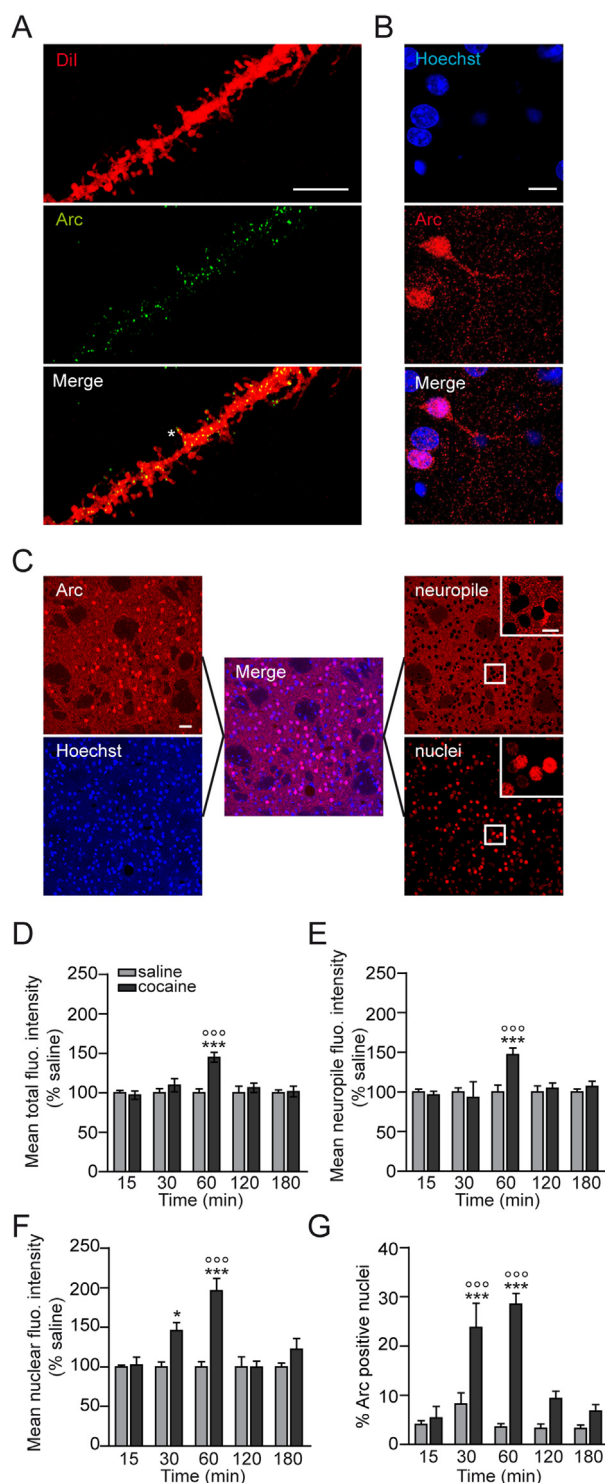 A
B
DiI
Hoechst
Arc
Arc
Merge
*
Merge
C
Arc
neuropile
Merge
Hoechst
nuclei
D
E
Mean total fluo. intensity
(% saline)
250
200
150
100
50
0
saline
cocaine
°°°
***
15 30 60 120 180
Time (min)
Mean neuropile fluo. intensity
(% saline)
250
200
150
100
50
0
°°°
***
15 30 60 120 180
Time (min)
F
G
Mean nuclear fluo. intensity
(% saline)
250
200
150
100
50
0
*
°°°
***
15 30 60 120 180
Time (min)
% Arc positive nuclei
40
30
20
10
0
°°°
***
°°°
***
15 30 60 120 180
Time (min)